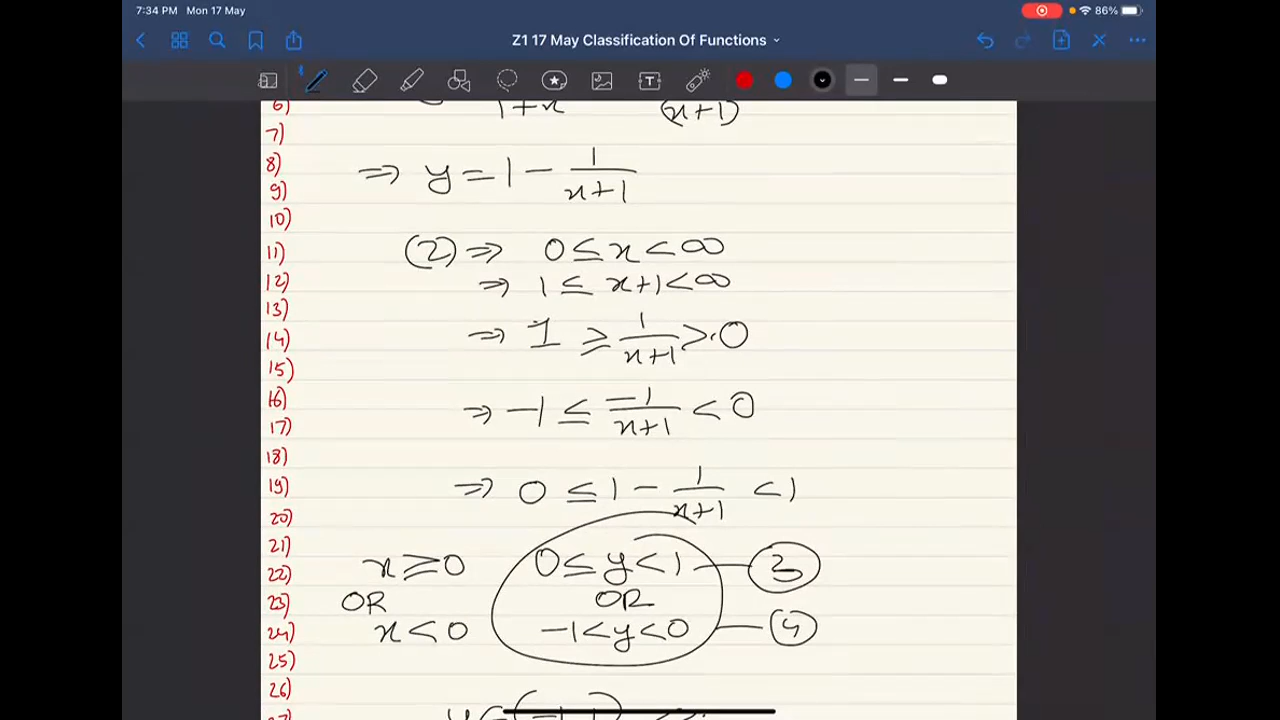 7:34 PM Mon 17 May 86%
Z1 17 May Classification Of Functions
T
6) 1+x (x+1)
7)
8) ⇒ y = 1 - 1/(x+1)
9)
10)
11) (2) ⇒ 0 ≤ x < ∞
12) ⇒ 1 ≤ x+1 < ∞
13)
14) ⇒ 1 ≥ 1/(x+1) > 0
15)
16) ⇒ -1 ≤ -1/(x+1) < 0
17)
18)
19) ⇒ 0 ≤ 1 - 1/(x+1) < 1
20)
21)
22) x ≥ 0 0 ≤ y < 1 — 3
23) OR OR
24) x < 0 -1 < y < 0 — 4
25)
26)